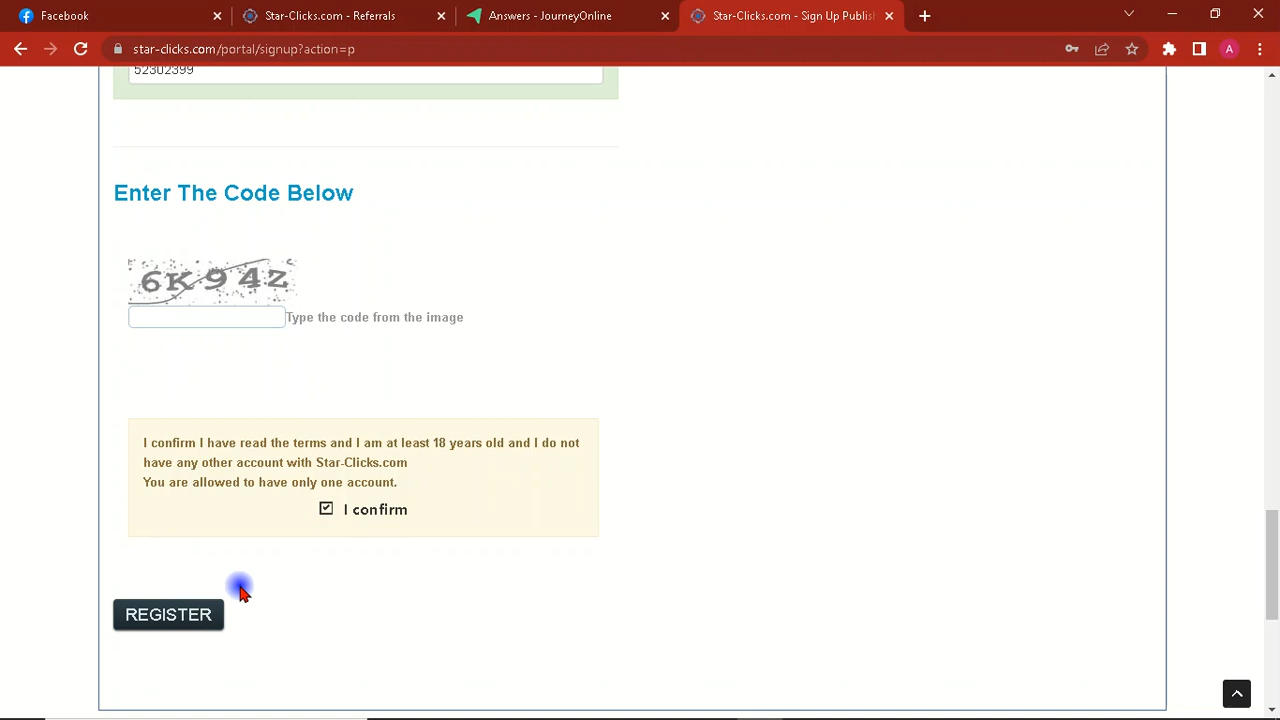 Facebook
Star-Clicks.com - Referrals
Answers - JourneyOnline
Star-Clicks.com - Sign Up Publis
star-clicks.com/portal/signup?action=p
A
52302399
Enter The Code Below
6K94Z
Type the code from the image
I confirm I have read the terms and I am at least 18 years old and I do not
have any other account with Star-Clicks.com
You are allowed to have only one account.
I confirm
REGISTER